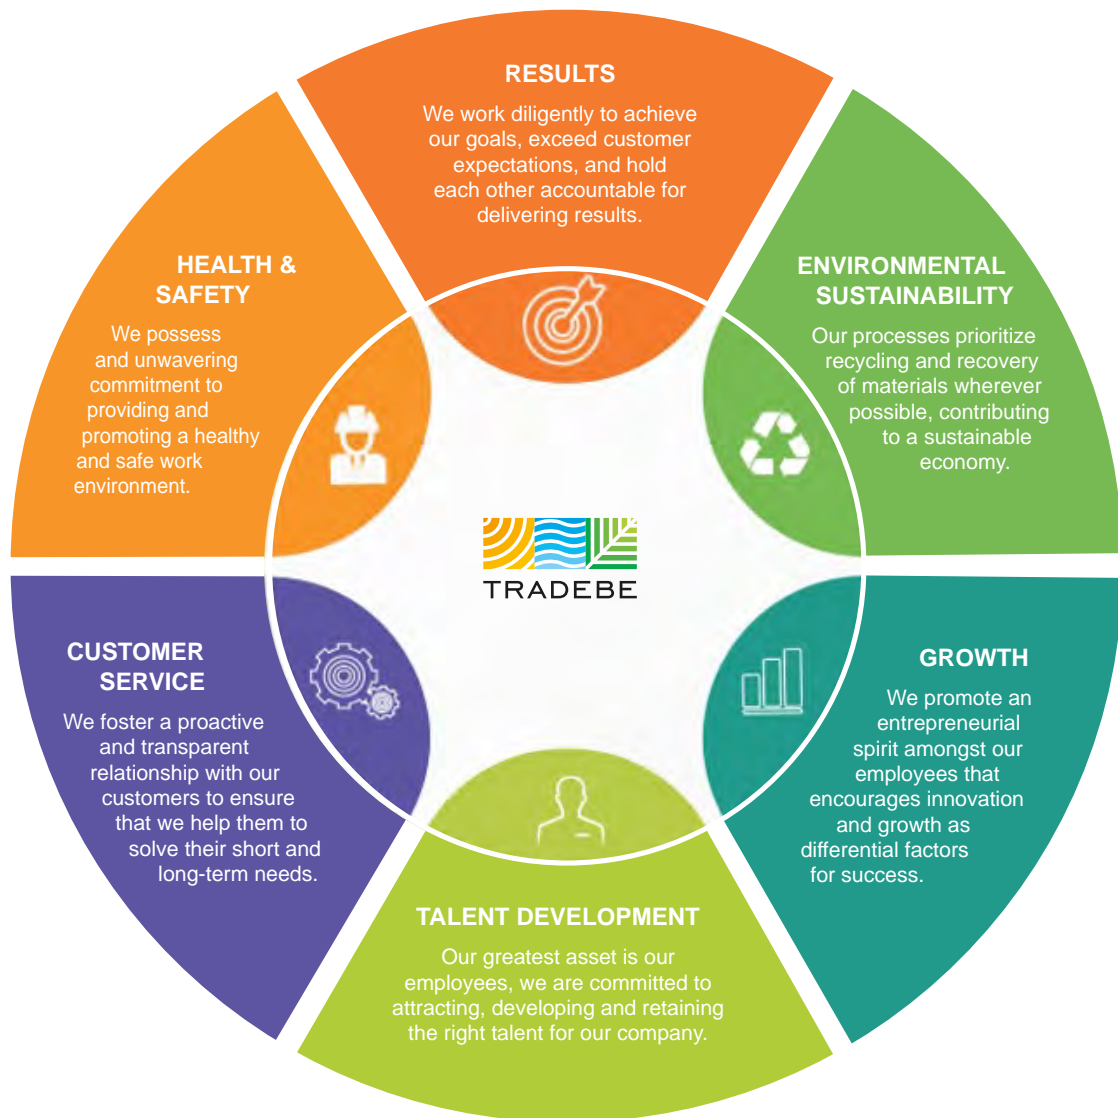 RESULTS
We work diligently to achieve
our goals, exceed customer
expectations, and hold
each other accountable for
delivering results.
ENVIRONMENTAL
SUSTAINABILITY
Our processes prioritize
recycling and recovery
of materials wherever
possible, contributing
to a sustainable
economy.
GROWTH
We promote an
entrepreneurial
spirit amongst our
employees that
encourages innovation
and growth as
differential factors
for success.
TALENT DEVELOPMENT
Our greatest asset is our
employees, we are committed to
attracting, developing and retaining
the right talent for our company.
CUSTOMER
SERVICE
We foster a proactive
and transparent
relationship with our
customers to ensure
that we help them to
solve their short and
long-term needs.
HEALTH &
SAFETY
We possess
and unwavering
commitment to
providing and
promoting a healthy
and safe work
environment.
TRADEBE